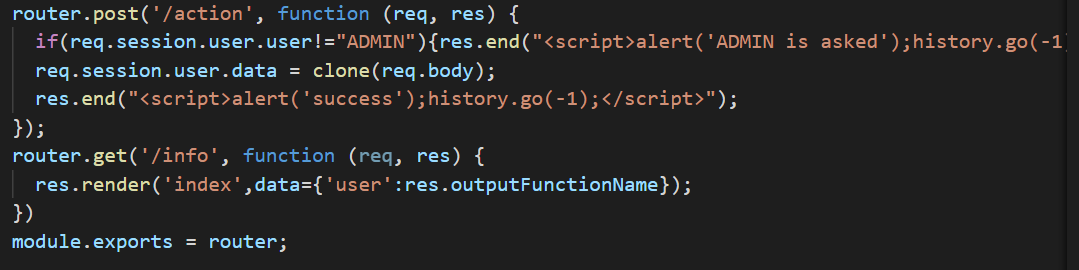 router.post('/action', function (req, res) {
  if(req.session.user.user!="ADMIN"){res.end("<script>alert('ADMIN is asked');history.go(-1
  req.session.user.data = clone(req.body);
  res.end("<script>alert('success');history.go(-1);</script>");
});
router.get('/info', function (req, res) {
  res.render('index',data={'user':res.outputFunctionName});
})
module.exports = router;